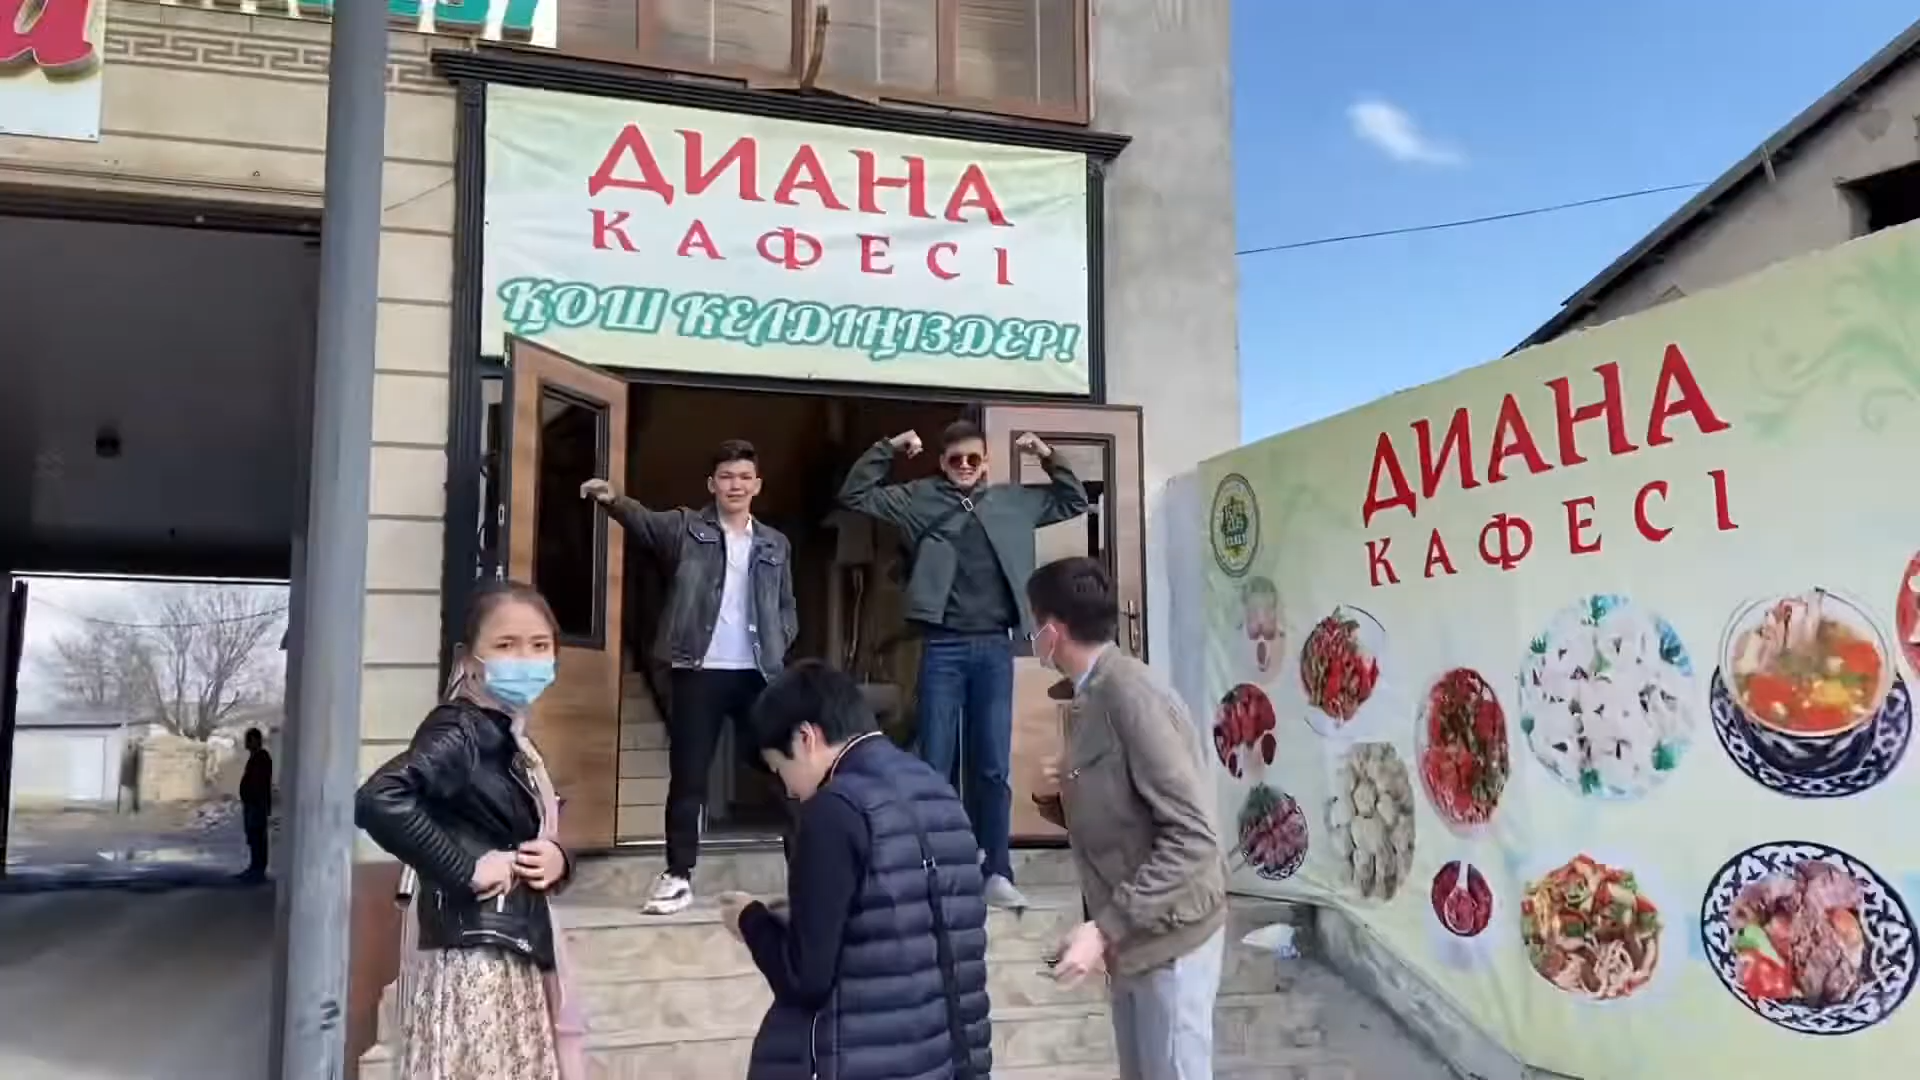 ДИАНА
КАФЕСІ
ҚОШ КЕЛДІҢІЗДЕР!
ДИАНА
КАФЕСІ